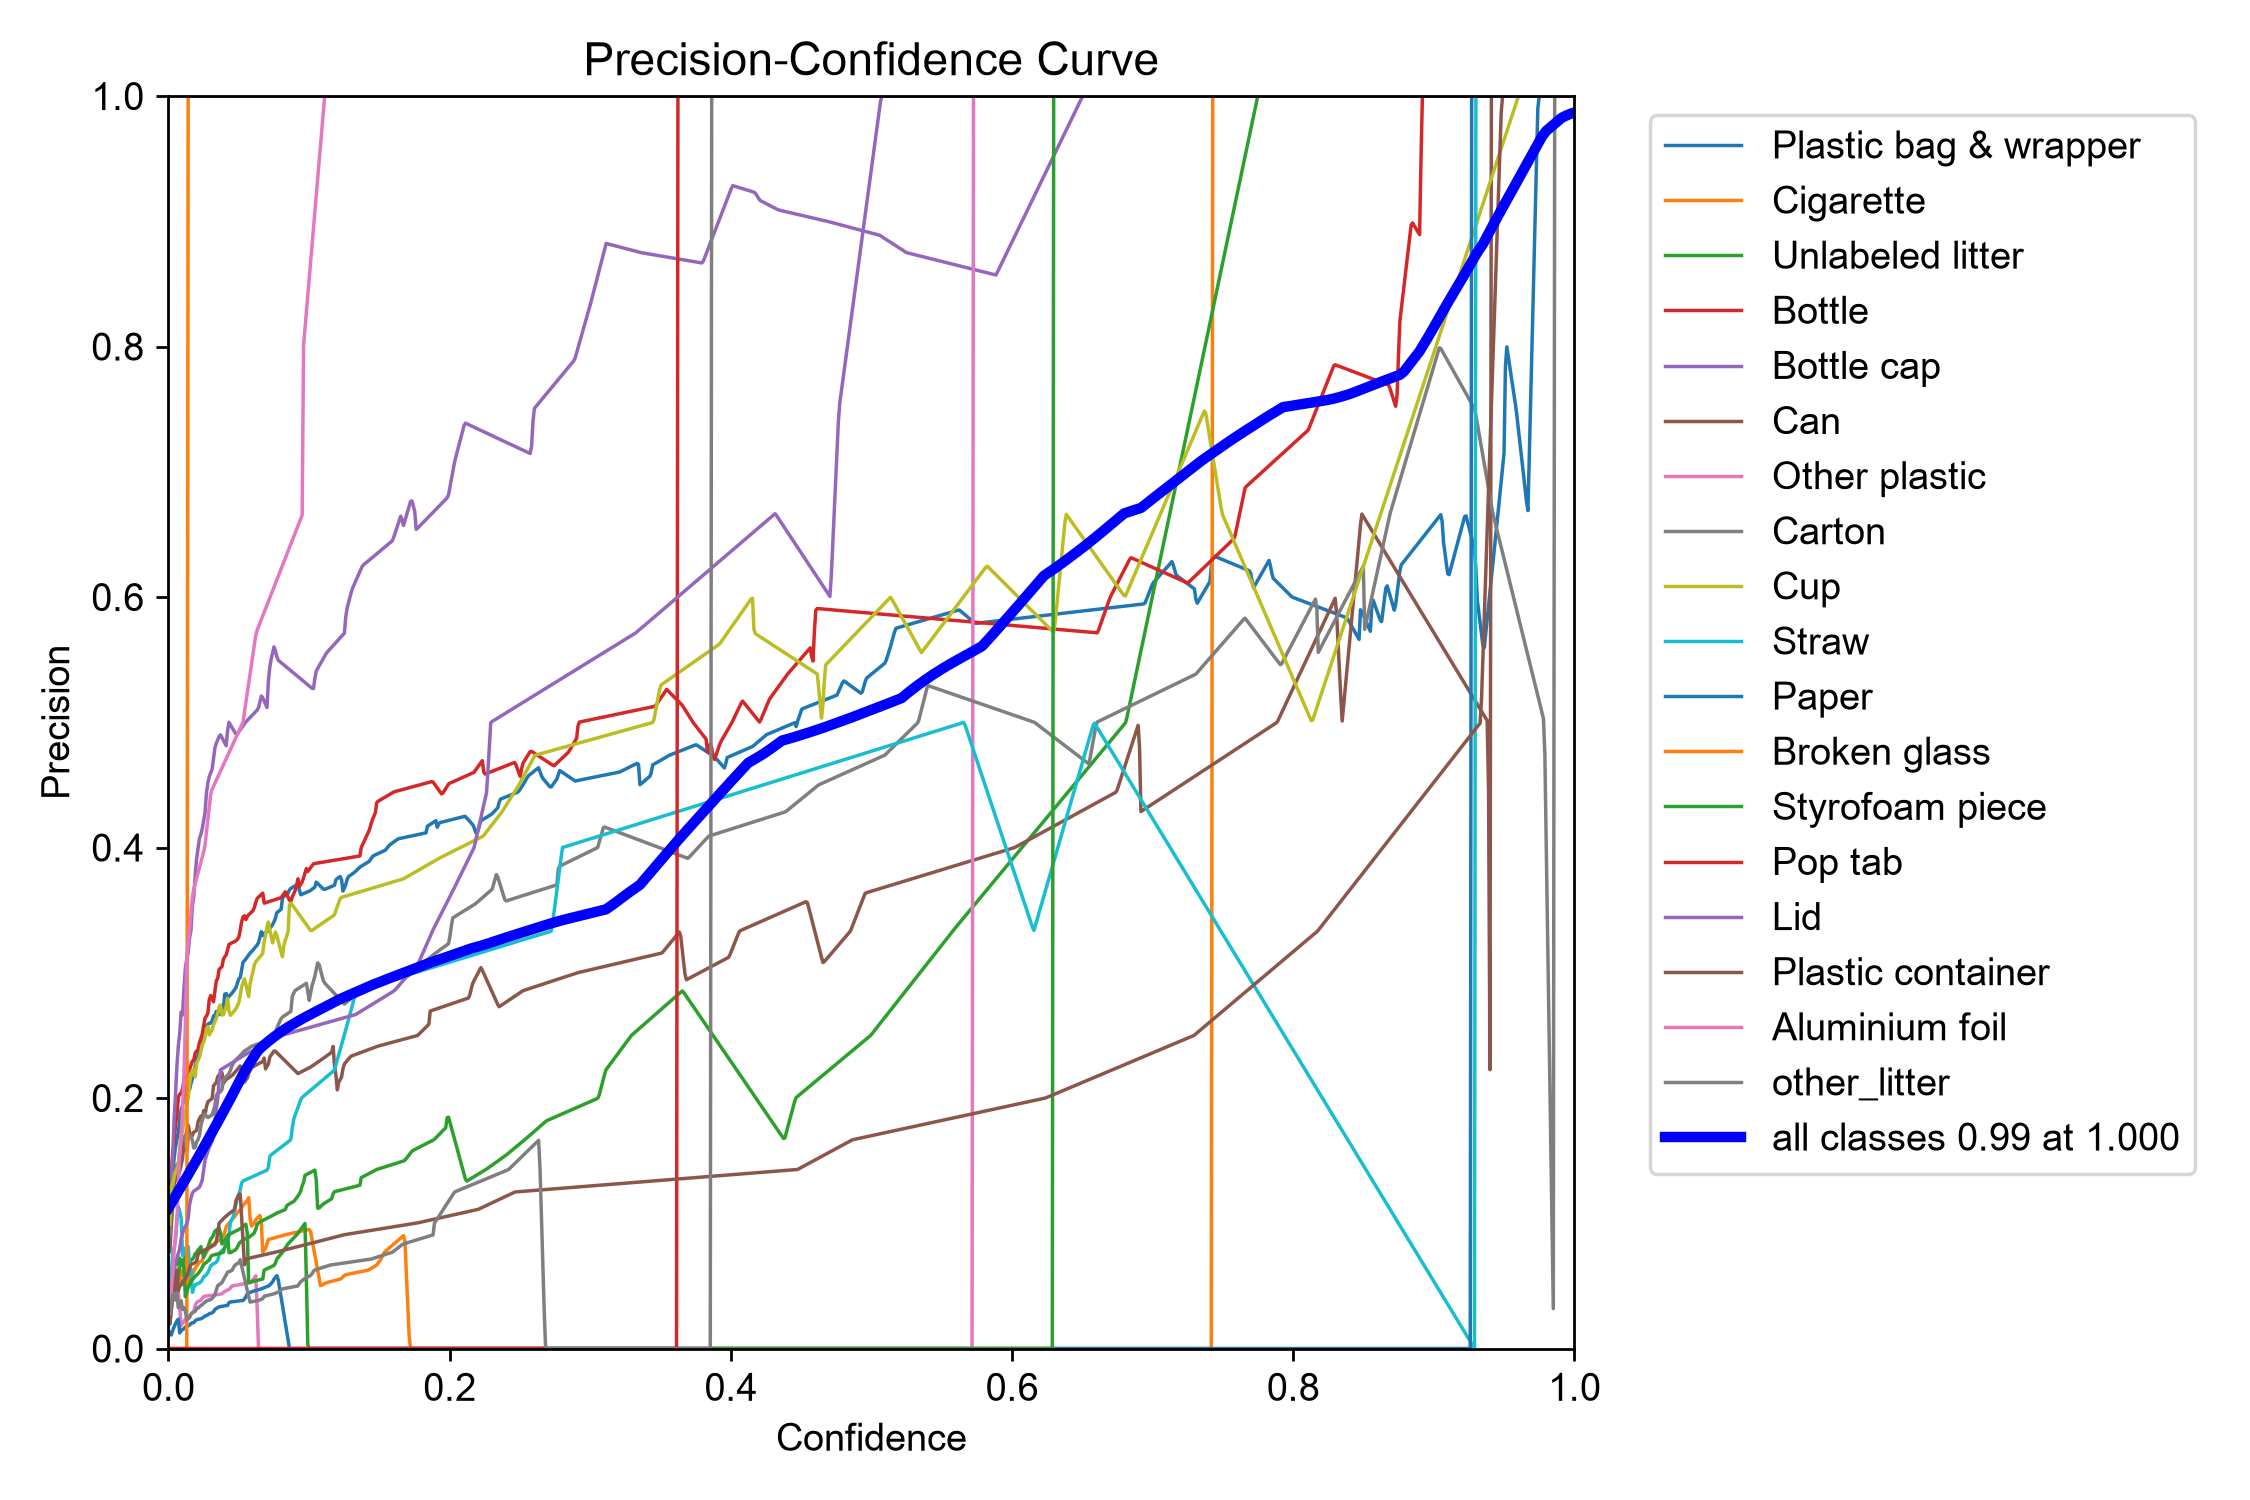 Precision-Confidence Curve
1.0
0.8
0.6
0.4
0.2
0.0
Precision
0.0 0.2 0.4 0.6 0.8 1.0
Confidence
Plastic bag & wrapper
Cigarette
Unlabeled litter
Bottle
Bottle cap
Can
Other plastic
Carton
Cup
Straw
Paper
Broken glass
Styrofoam piece
Pop tab
Lid
Plastic container
Aluminium foil
other_litter
all classes 0.99 at 1.000